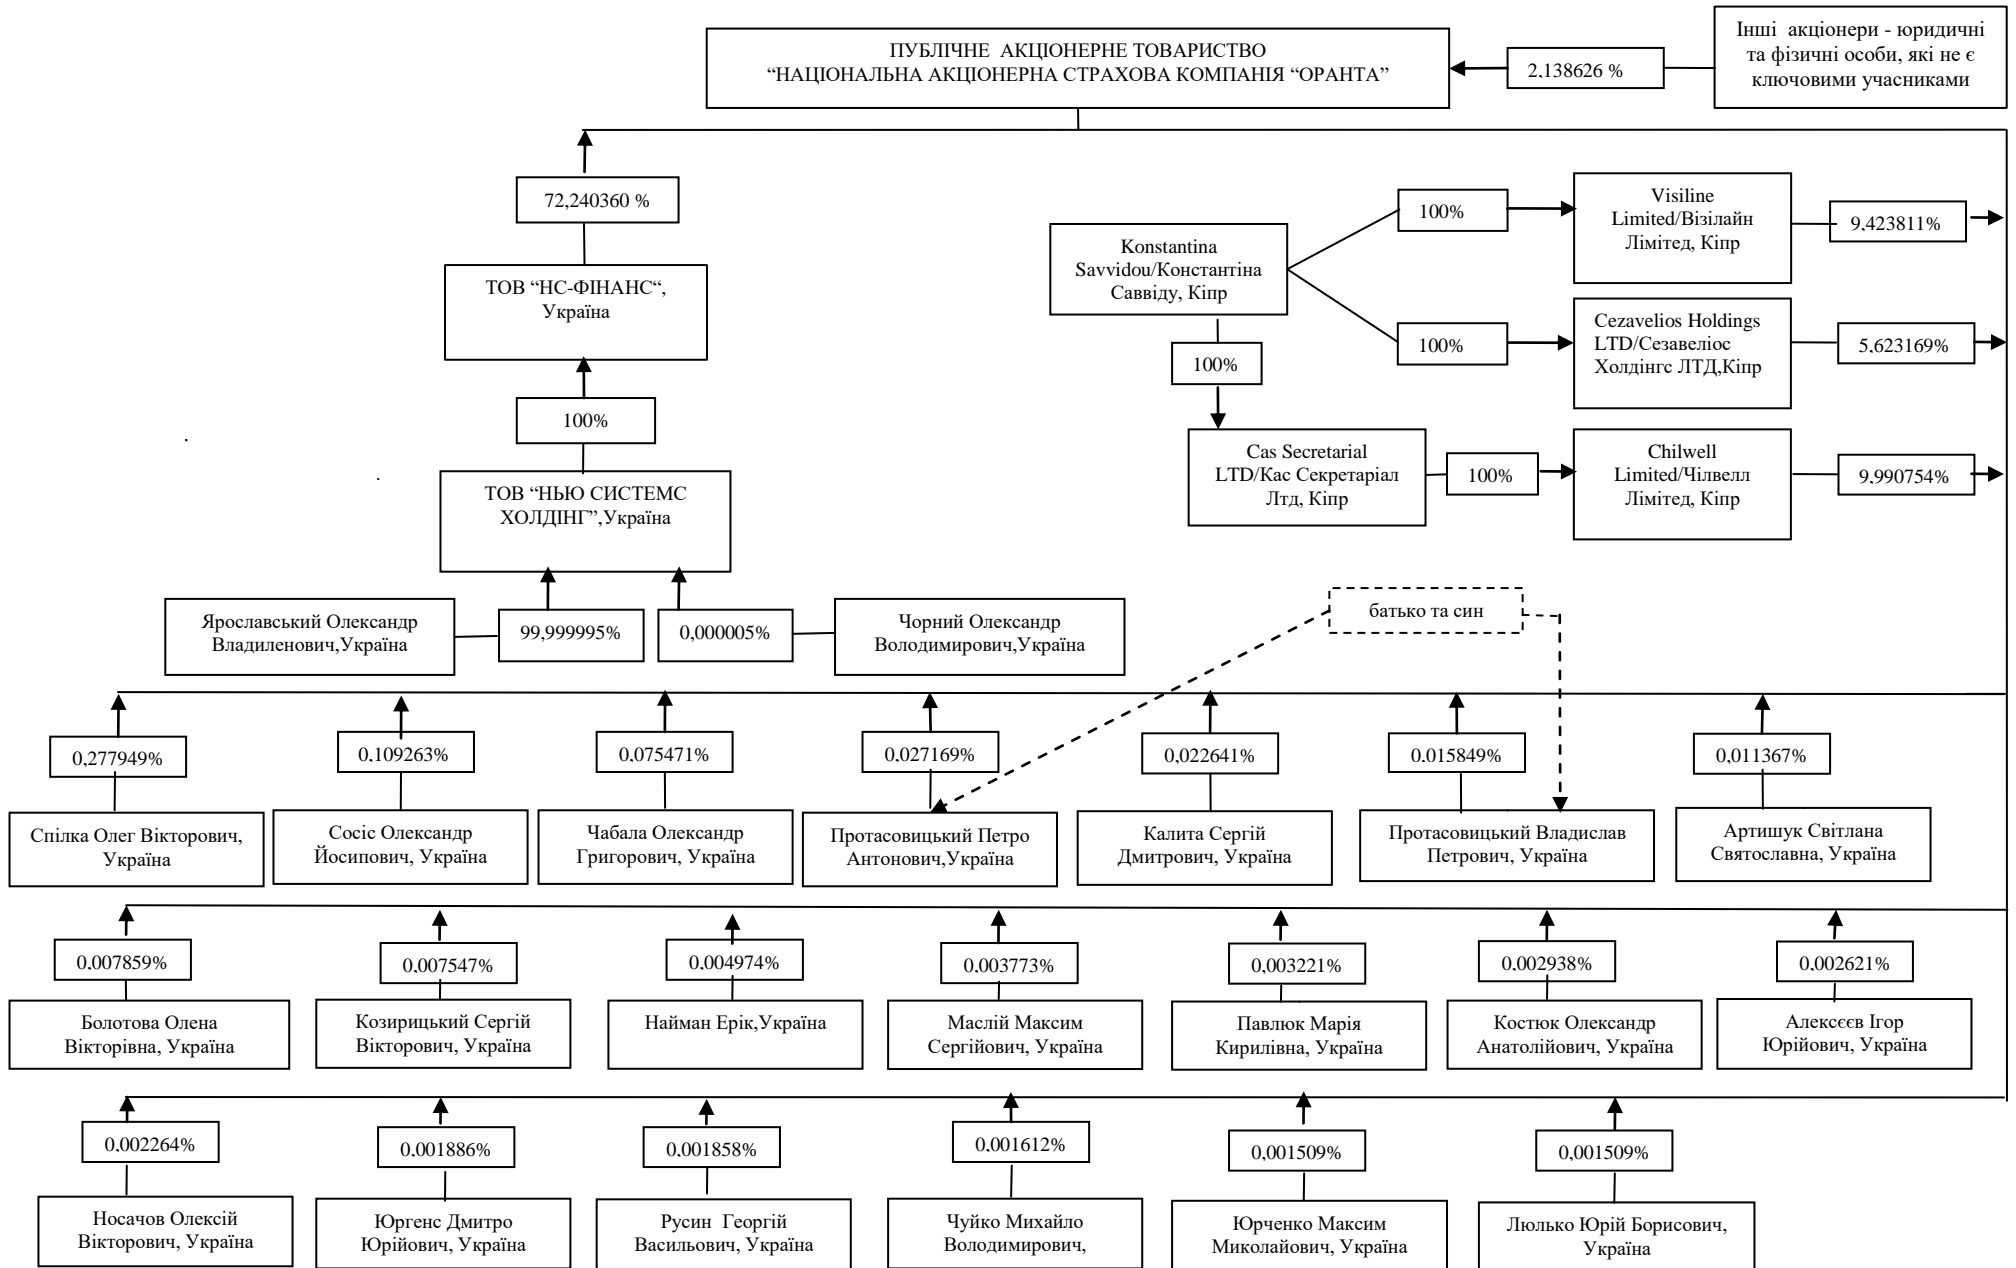 ПУБЛІЧНЕ АКЦІОНЕРНЕ ТОВАРИСТВО
“НАЦІОНАЛЬНА АКЦІОНЕРНА СТРАХОВА КОМПАНІЯ “ОРАНТА”
2,138626 %
Інші акціонери - юридичні
та фізичні особи, які не є
ключовими учасниками
72,240360 %
ТОВ “НС-ФІНАНС“,
Україна
100%
ТОВ “НЬЮ СИСТЕМС
ХОЛДІНГ”,Україна
Ярославський Олександр
Владиленович,Україна
99,999995%
0,000005%
Чорний Олександр
Володимирович,Україна
Konstantina
Savvidou/Константіна
Саввіду, Кіпр
100%
Visiline
Limited/Візілайн
Лімітед, Кіпр
9,423811%
100%
Cezavelios Holdings
LTD/Сезавеліос
Холдінгс ЛТД,Кіпр
5,623169%
100%
Cas Secretarial
LTD/Кас Секретаріал
Лтд, Кіпр
100%
Chilwell
Limited/Чілвелл
Лімітед, Кіпр
9,990754%
батько та син
0,277949%
0,109263%
0,075471%
0,027169%
0,022641%
0,015849%
0,011367%
Спілка Олег Вікторович,
Україна
Сосіс Олександр
Йосипович, Україна
Чабала Олександр
Григорович, Україна
Протасовицький Петро
Антонович,Україна
Калита Сергій
Дмитрович, Україна
Протасовицький Владислав
Петрович, Україна
Артишук Світлана
Святославна, Україна
0,007859%
0,007547%
0,004974%
0,003773%
0,003221%
0,002938%
0,002621%
Болотова Олена
Вікторівна, Україна
Козирицький Сергій
Вікторович, Україна
Найман Ерік,Україна
Маслій Максим
Сергійович, Україна
Павлюк Марія
Кирилівна, Україна
Костюк Олександр
Анатолійович, Україна
Алексєєв Ігор
Юрійович, Україна
0,002264%
0,001886%
0,001858%
0,001612%
0,001509%
0,001509%
Носачов Олексій
Вікторович, Україна
Юргенс Дмитро
Юрійович, Україна
Русин Георгій
Васильович, Україна
Чуйко Михайло
Володимирович,
Юрченко Максим
Миколайович, Україна
Люлько Юрій Борисович,
Україна